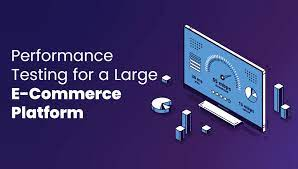 Performance
Testing for a Large
E-Commerce
Platform